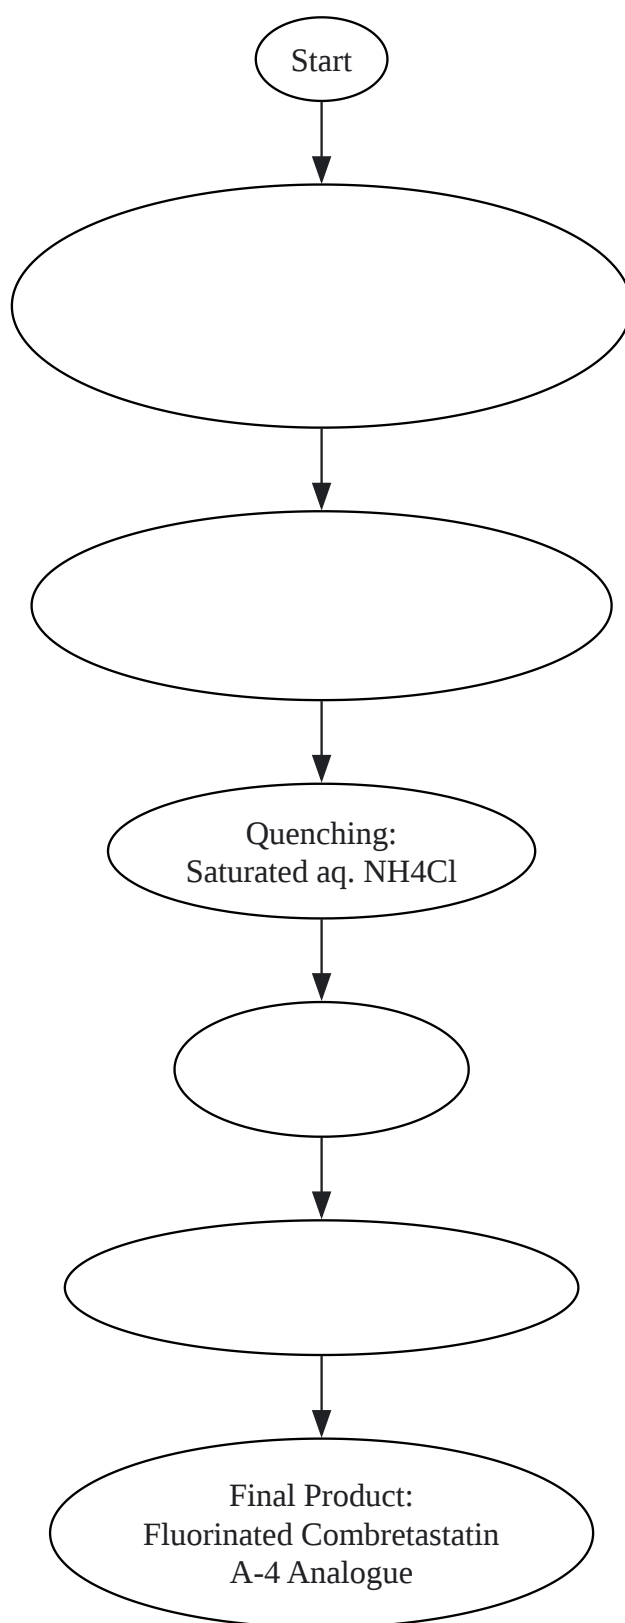 Start
Quenching:
Saturated aq. NH4Cl
Final Product:
Fluorinated Combretastatin
A-4 Analogue